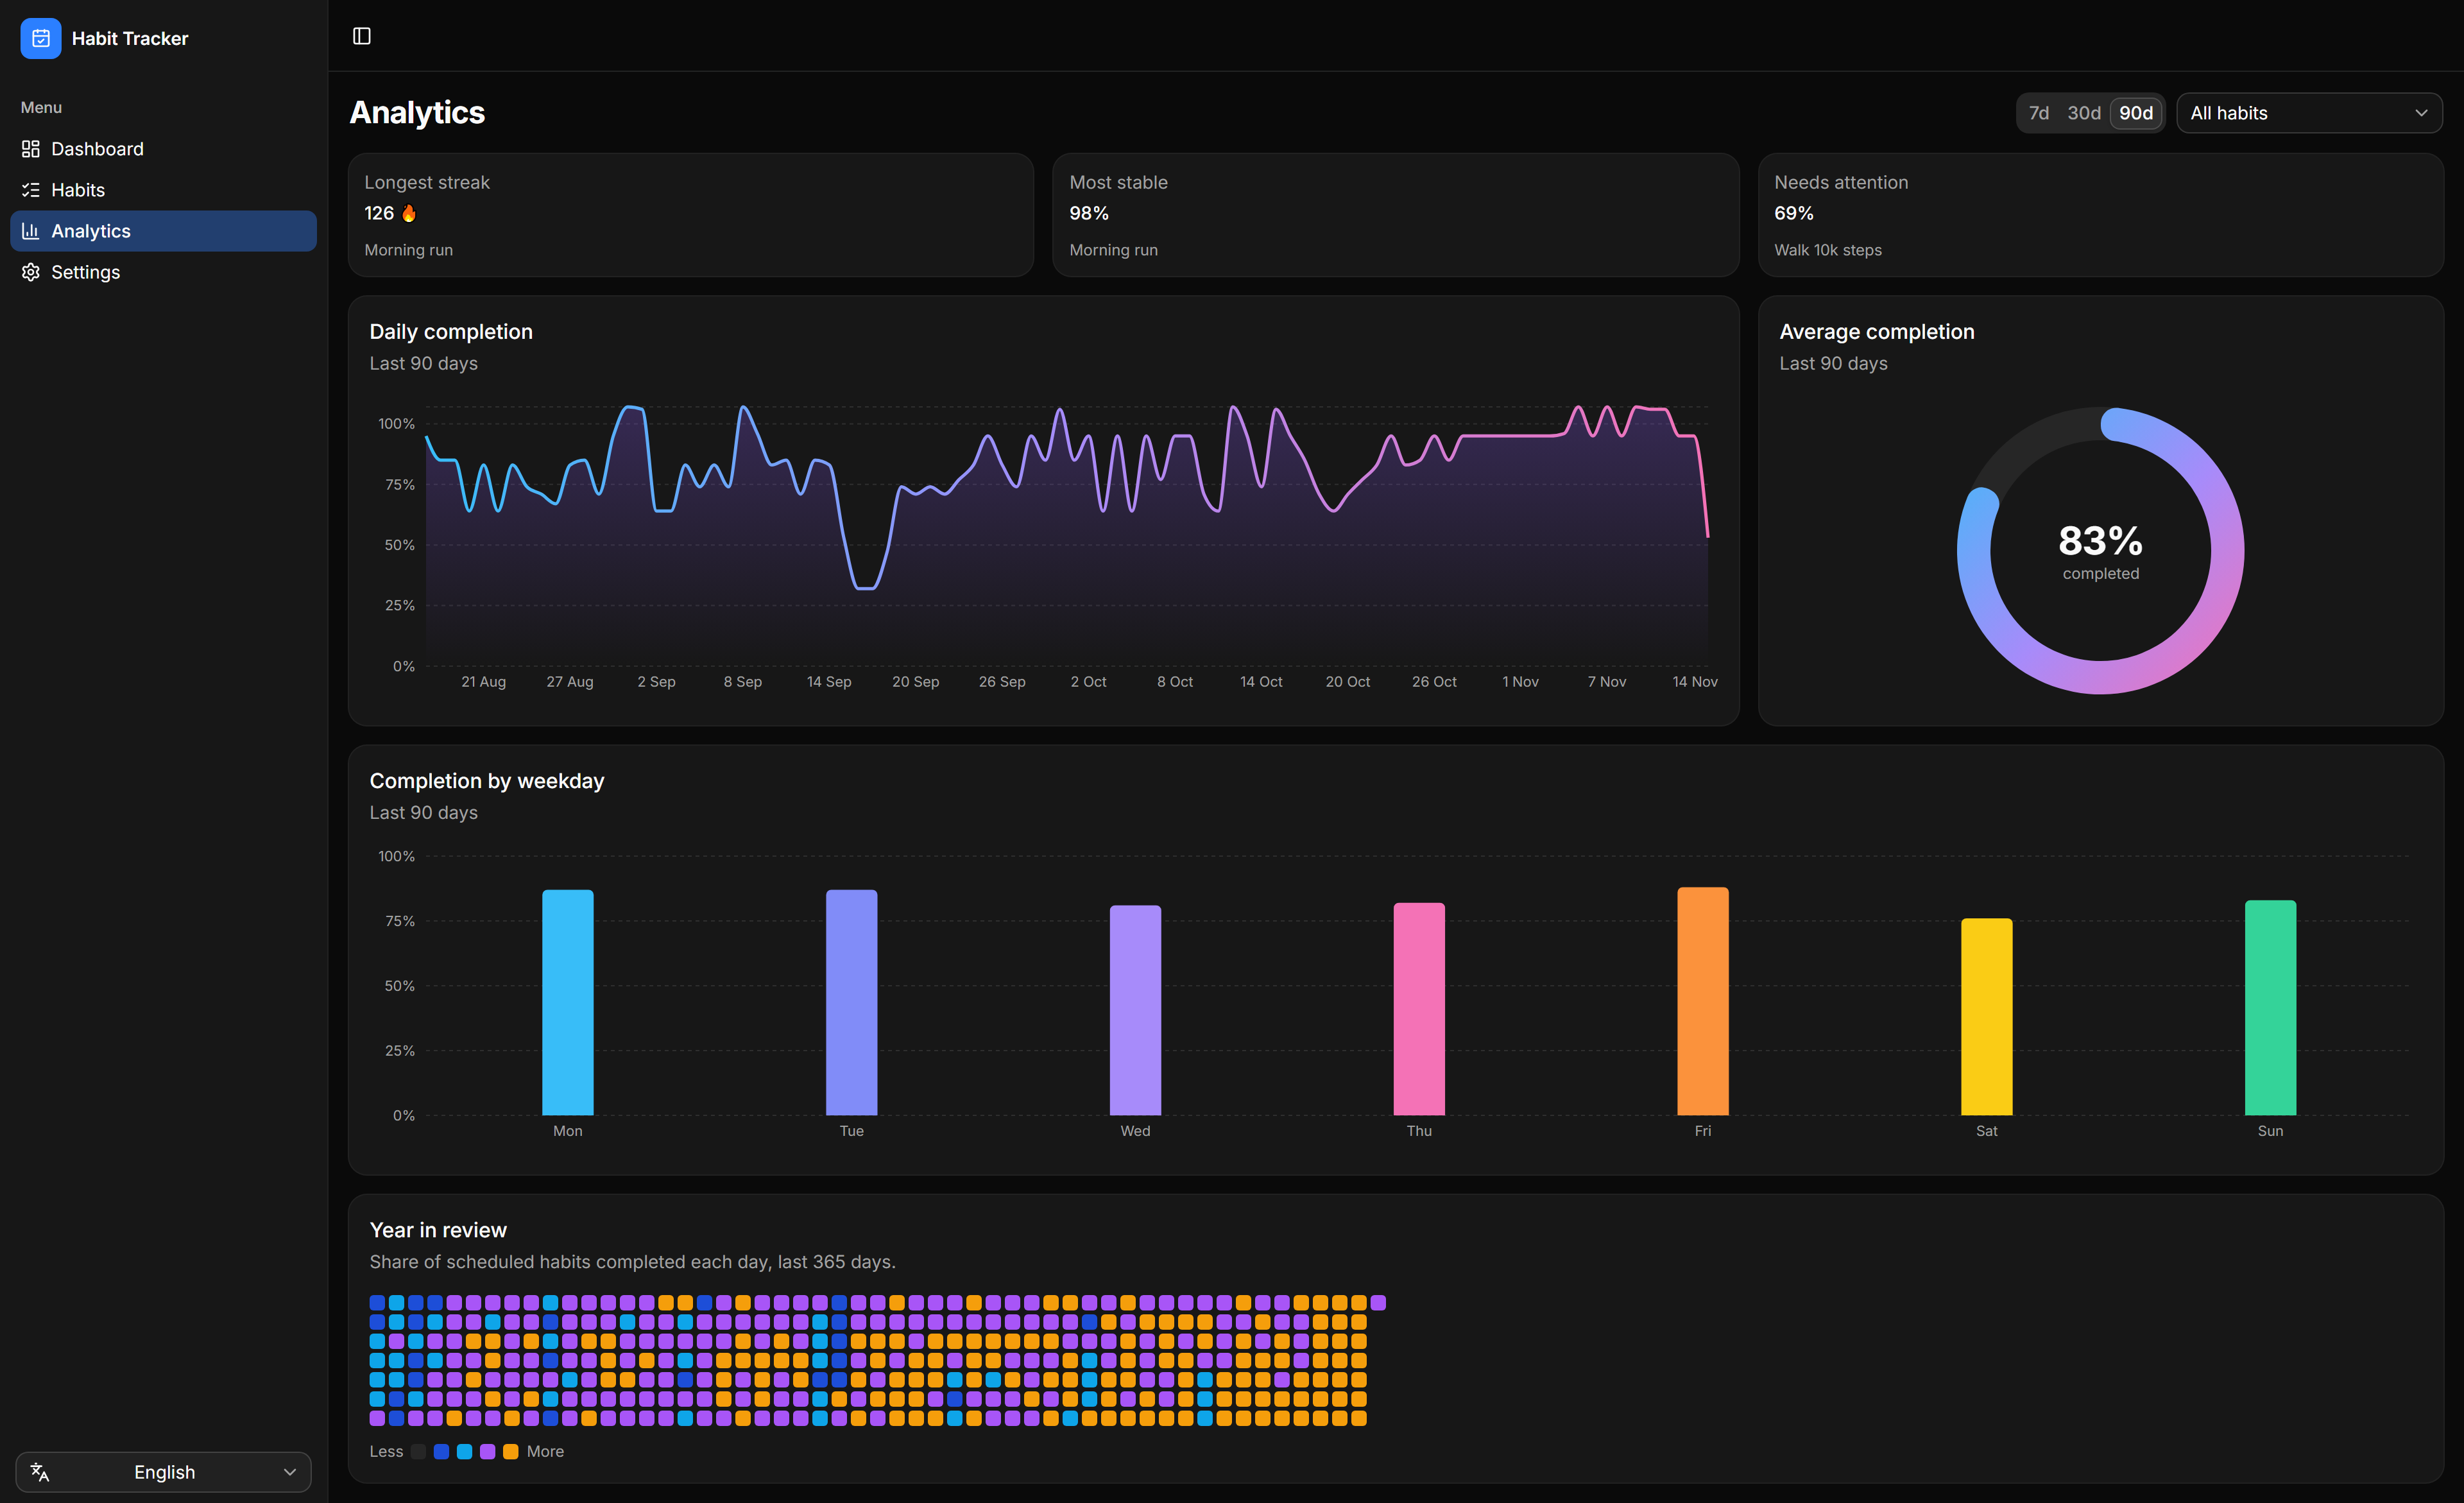 Habit Tracker
Menu
Dashboard
Habits
Analytics
Settings
English
Analytics
7d 30d 90d All habits
Longest streak
126 🔥
Morning run
Most stable
98%
Morning run
Needs attention
69%
Walk 10k steps
Daily completion
Last 90 days
100%
75%
50%
25%
0%
21 Aug 27 Aug 2 Sep 8 Sep 14 Sep 20 Sep 26 Sep 2 Oct 8 Oct 14 Oct 20 Oct 26 Oct 1 Nov 7 Nov 14 Nov
Average completion
Last 90 days
83%
completed
Completion by weekday
Last 90 days
100%
75%
50%
25%
0%
Mon Tue Wed Thu Fri Sat Sun
Year in review
Share of scheduled habits completed each day, last 365 days.
Less More